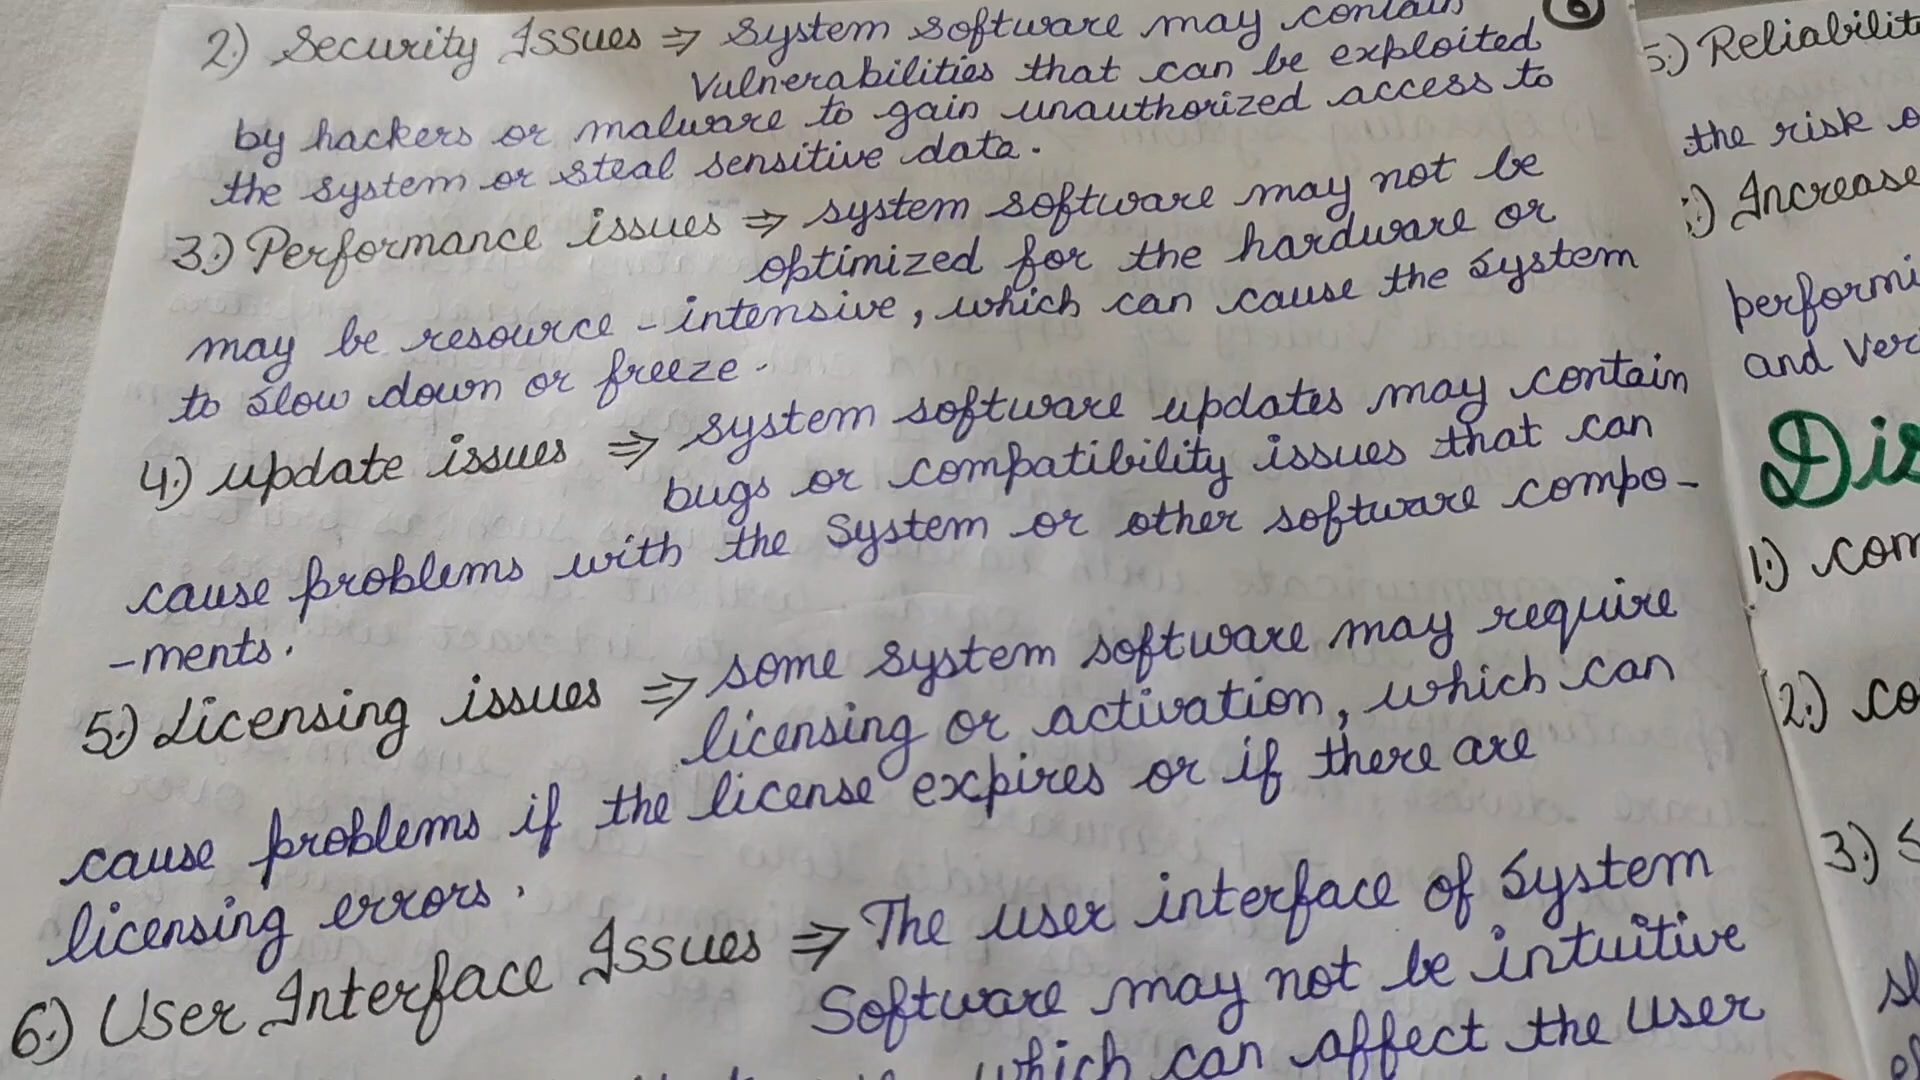 2.) Security Issues ⇒ System software may contain
Vulnerabilities that can be exploited
by hackers or malware to gain unauthorized access to
the system or steal sensitive data.
3.) Performance issues ⇒ system software may not be
optimized for the hardware or
may be resource - intensive, which can cause the system
to slow down or freeze.
4.) update issues ⇒ system software updates may contain
bugs or compatibility issues that can
cause problems with the System or other software compo-
-ments.
5.) Licensing issues ⇒ some system software may require
licensing or activation, which can
cause problems if the license expires or if there are
licensing errors.
6.) User Interface Issues ⇒ The user interface of System
Software may not be intuitive
which can affect the user
5.) Reliabilit
the risk o
Increase
performi
and Ver
Dis
1.) com
2.) co
3.) S